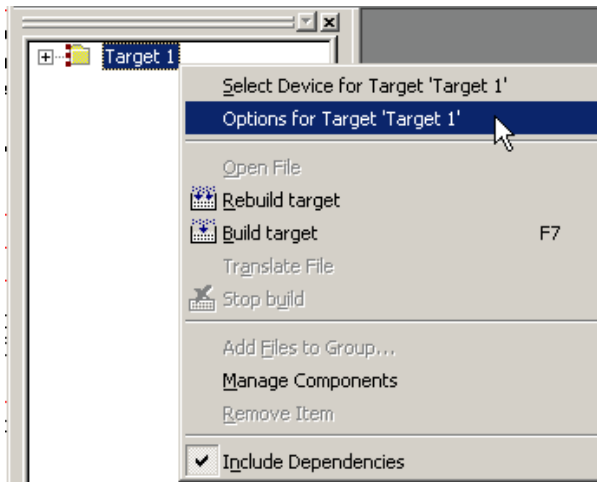 Target 1
Select Device for Target 'Target 1'
Options for Target 'Target 1'
Open File
Rebuild target
Build target F7
Translate File
Stop build
Add Files to Group...
Manage Components
Remove Item
Include Dependencies